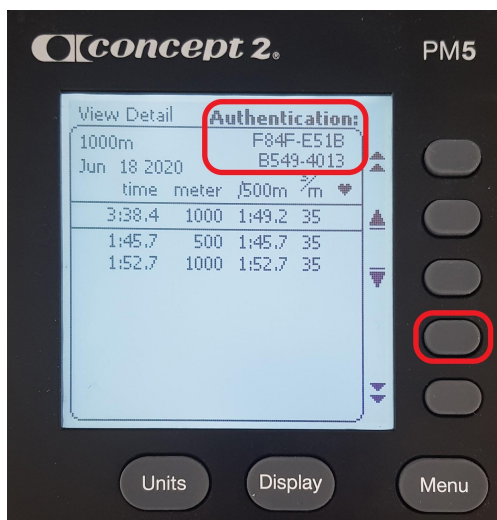 concept 2® PM5
View Detail Authentication:
1000m F84F-E51B
Jun 18 2020 B549-4013
time meter /500m s/m ♥
3:38.4 1000 1:49.2 35
1:45.7 500 1:45.7 35
1:52.7 1000 1:52.7 35
Units Display Menu